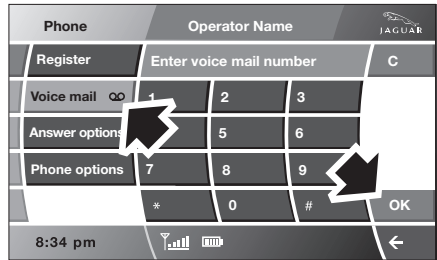 Phone Operator Name JAGUAR
Register Enter voice mail number C
Voice mail 1 2 3
Answer options 5 6
Phone options 7 8 9
* 0 # OK
8:34 pm